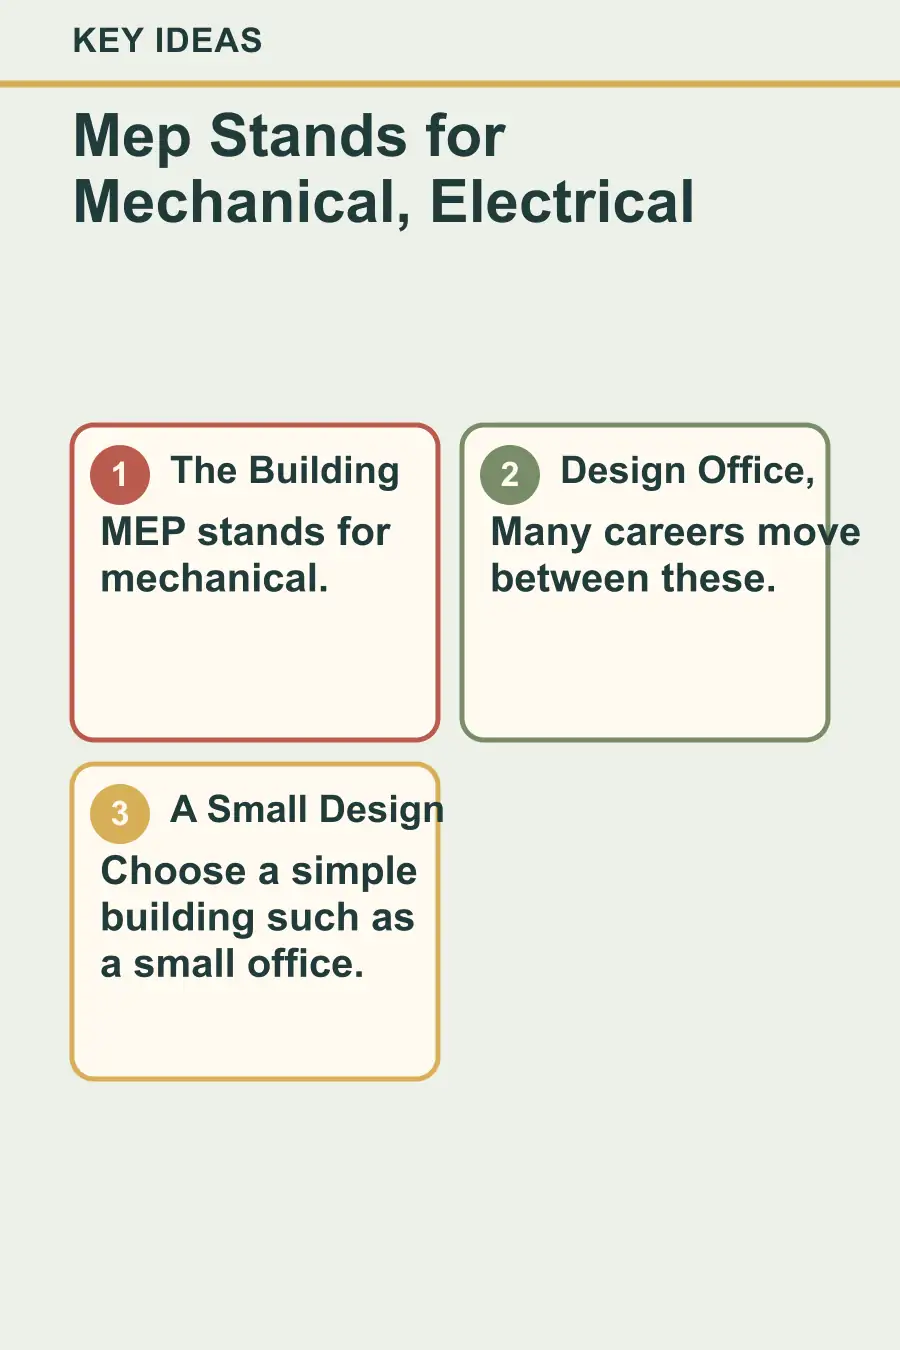 KEY IDEAS
Mep Stands for
Mechanical, Electrical
1 The Building
MEP stands for
mechanical.
2 Design Office,
Many careers move
between these.
3 A Small Design
Choose a simple
building such as
a small office.